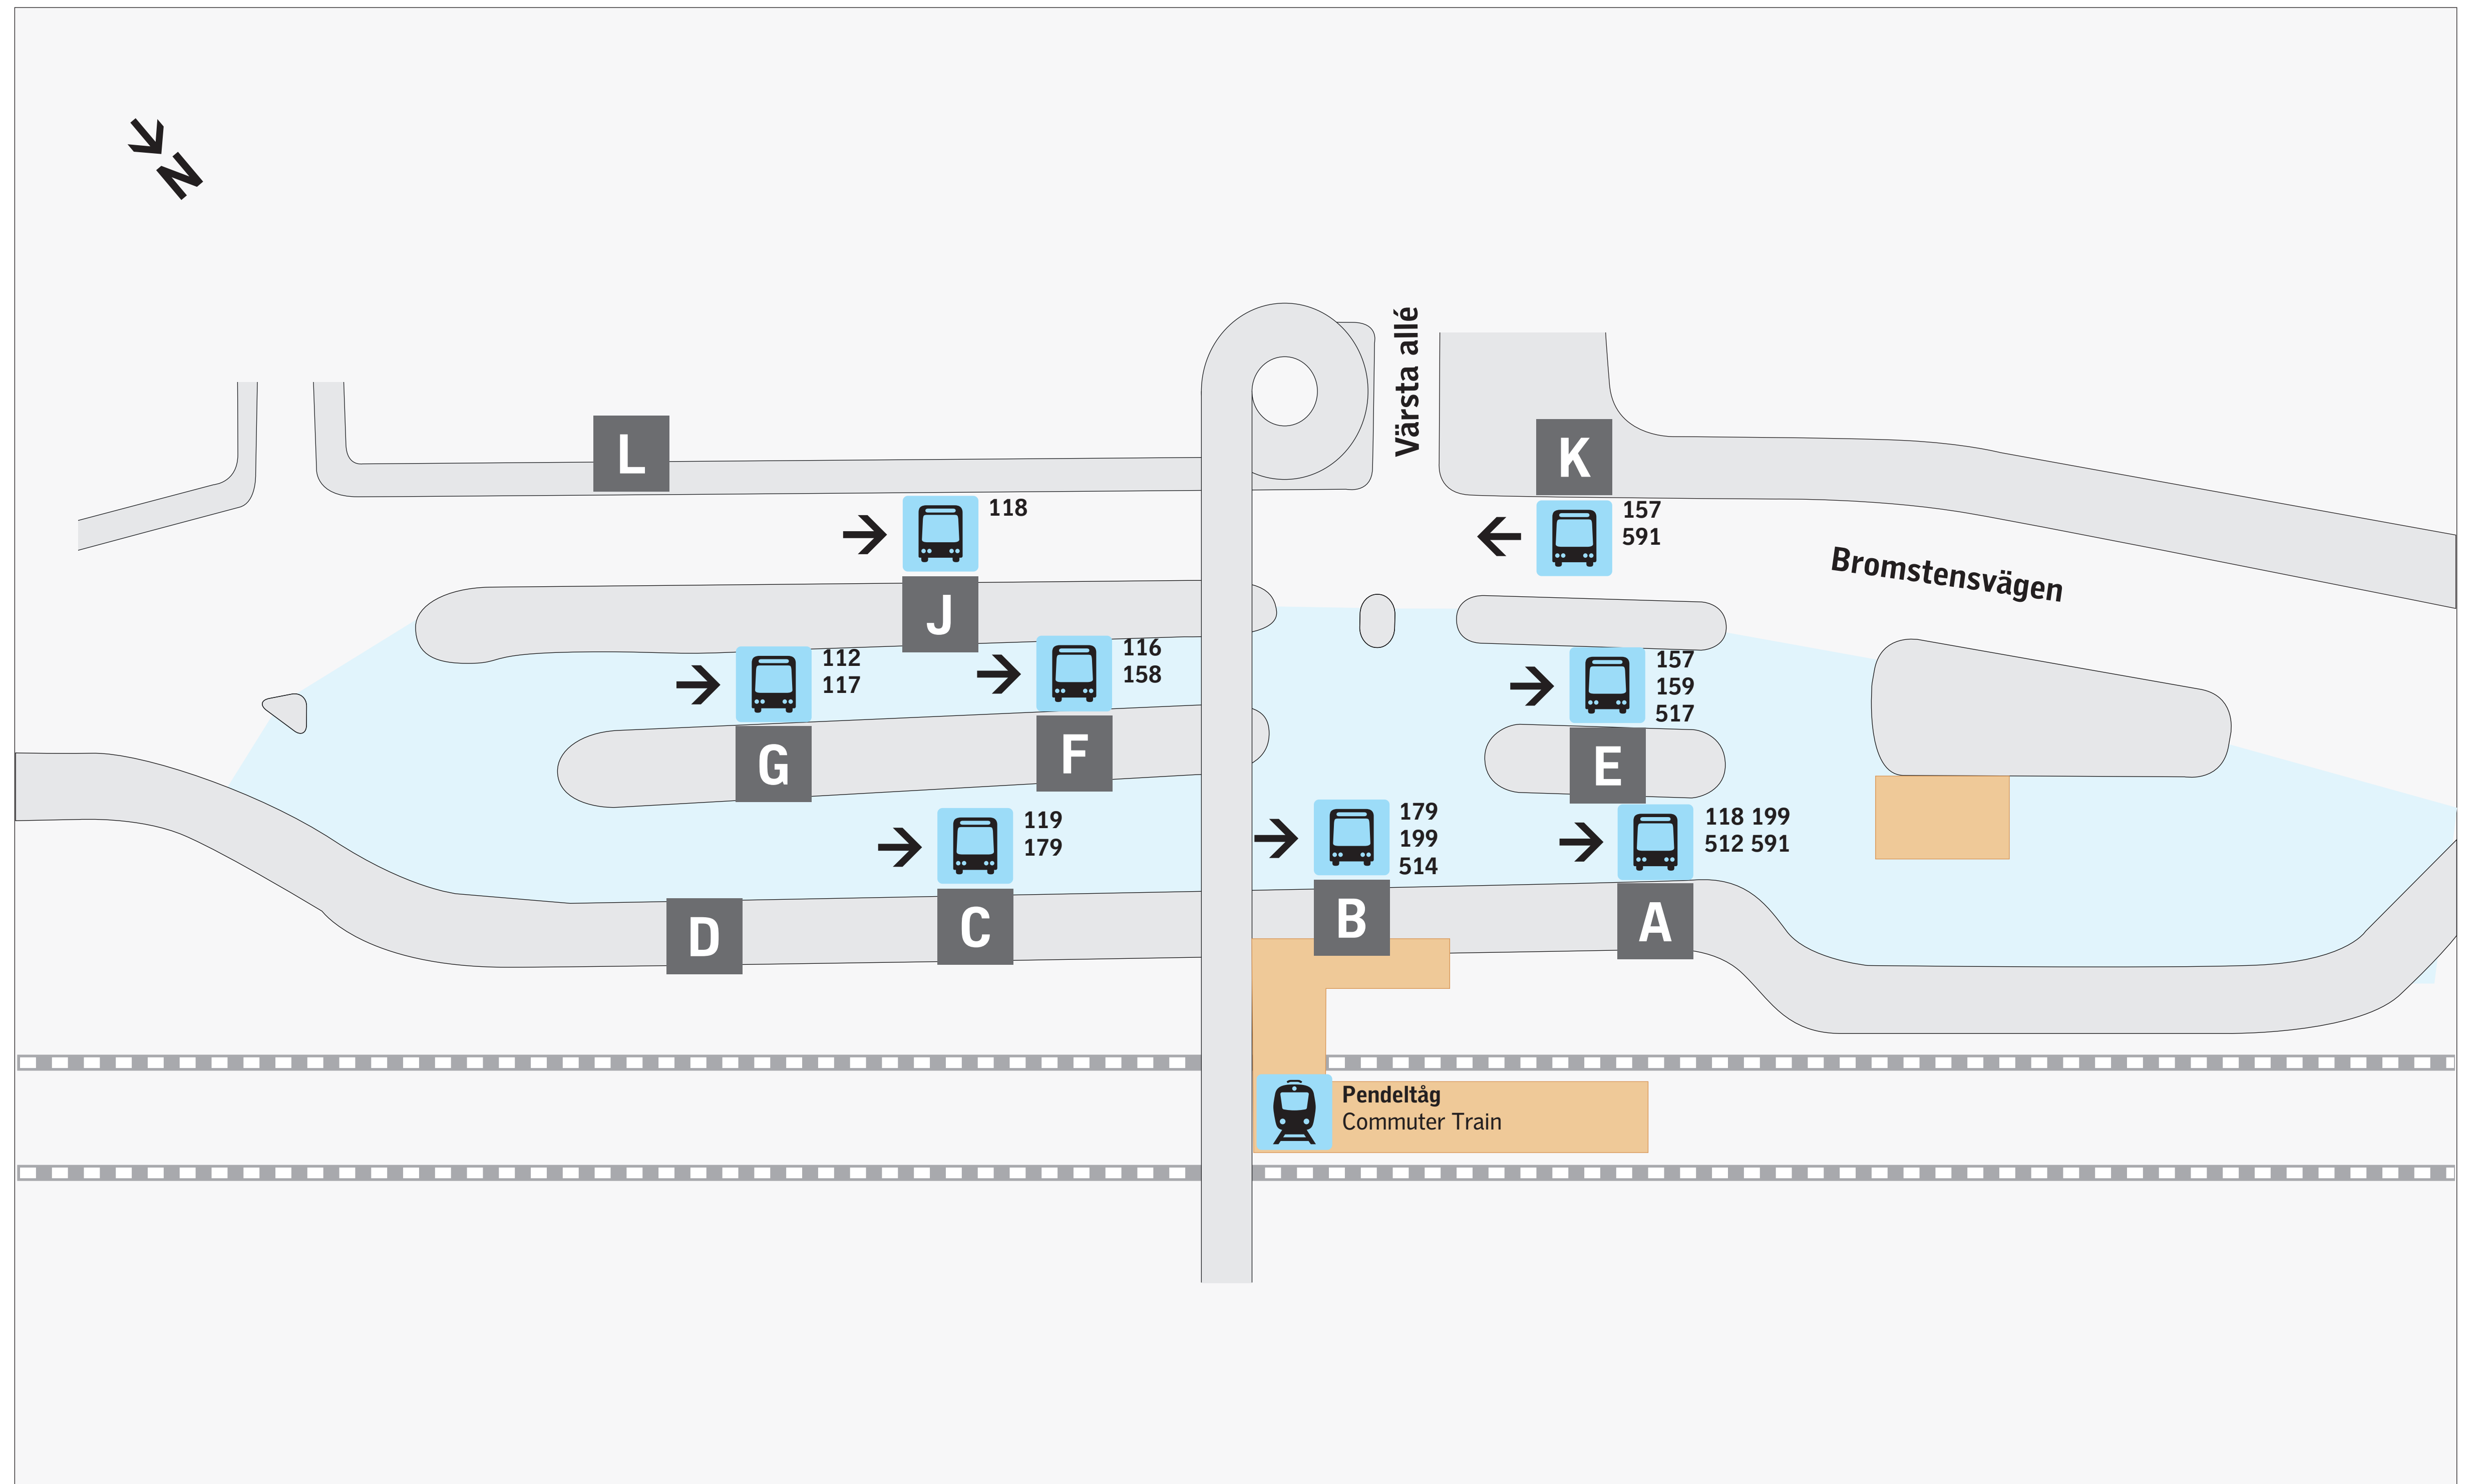 N
Värsta allé
L
K
118
157
591
Bromstensvägen
J
112
117
116
158
157
159
517
G
F
E
119
179
179
199
514
118 199
512 591
D
C
B
A
Pendeltåg
Commuter Train